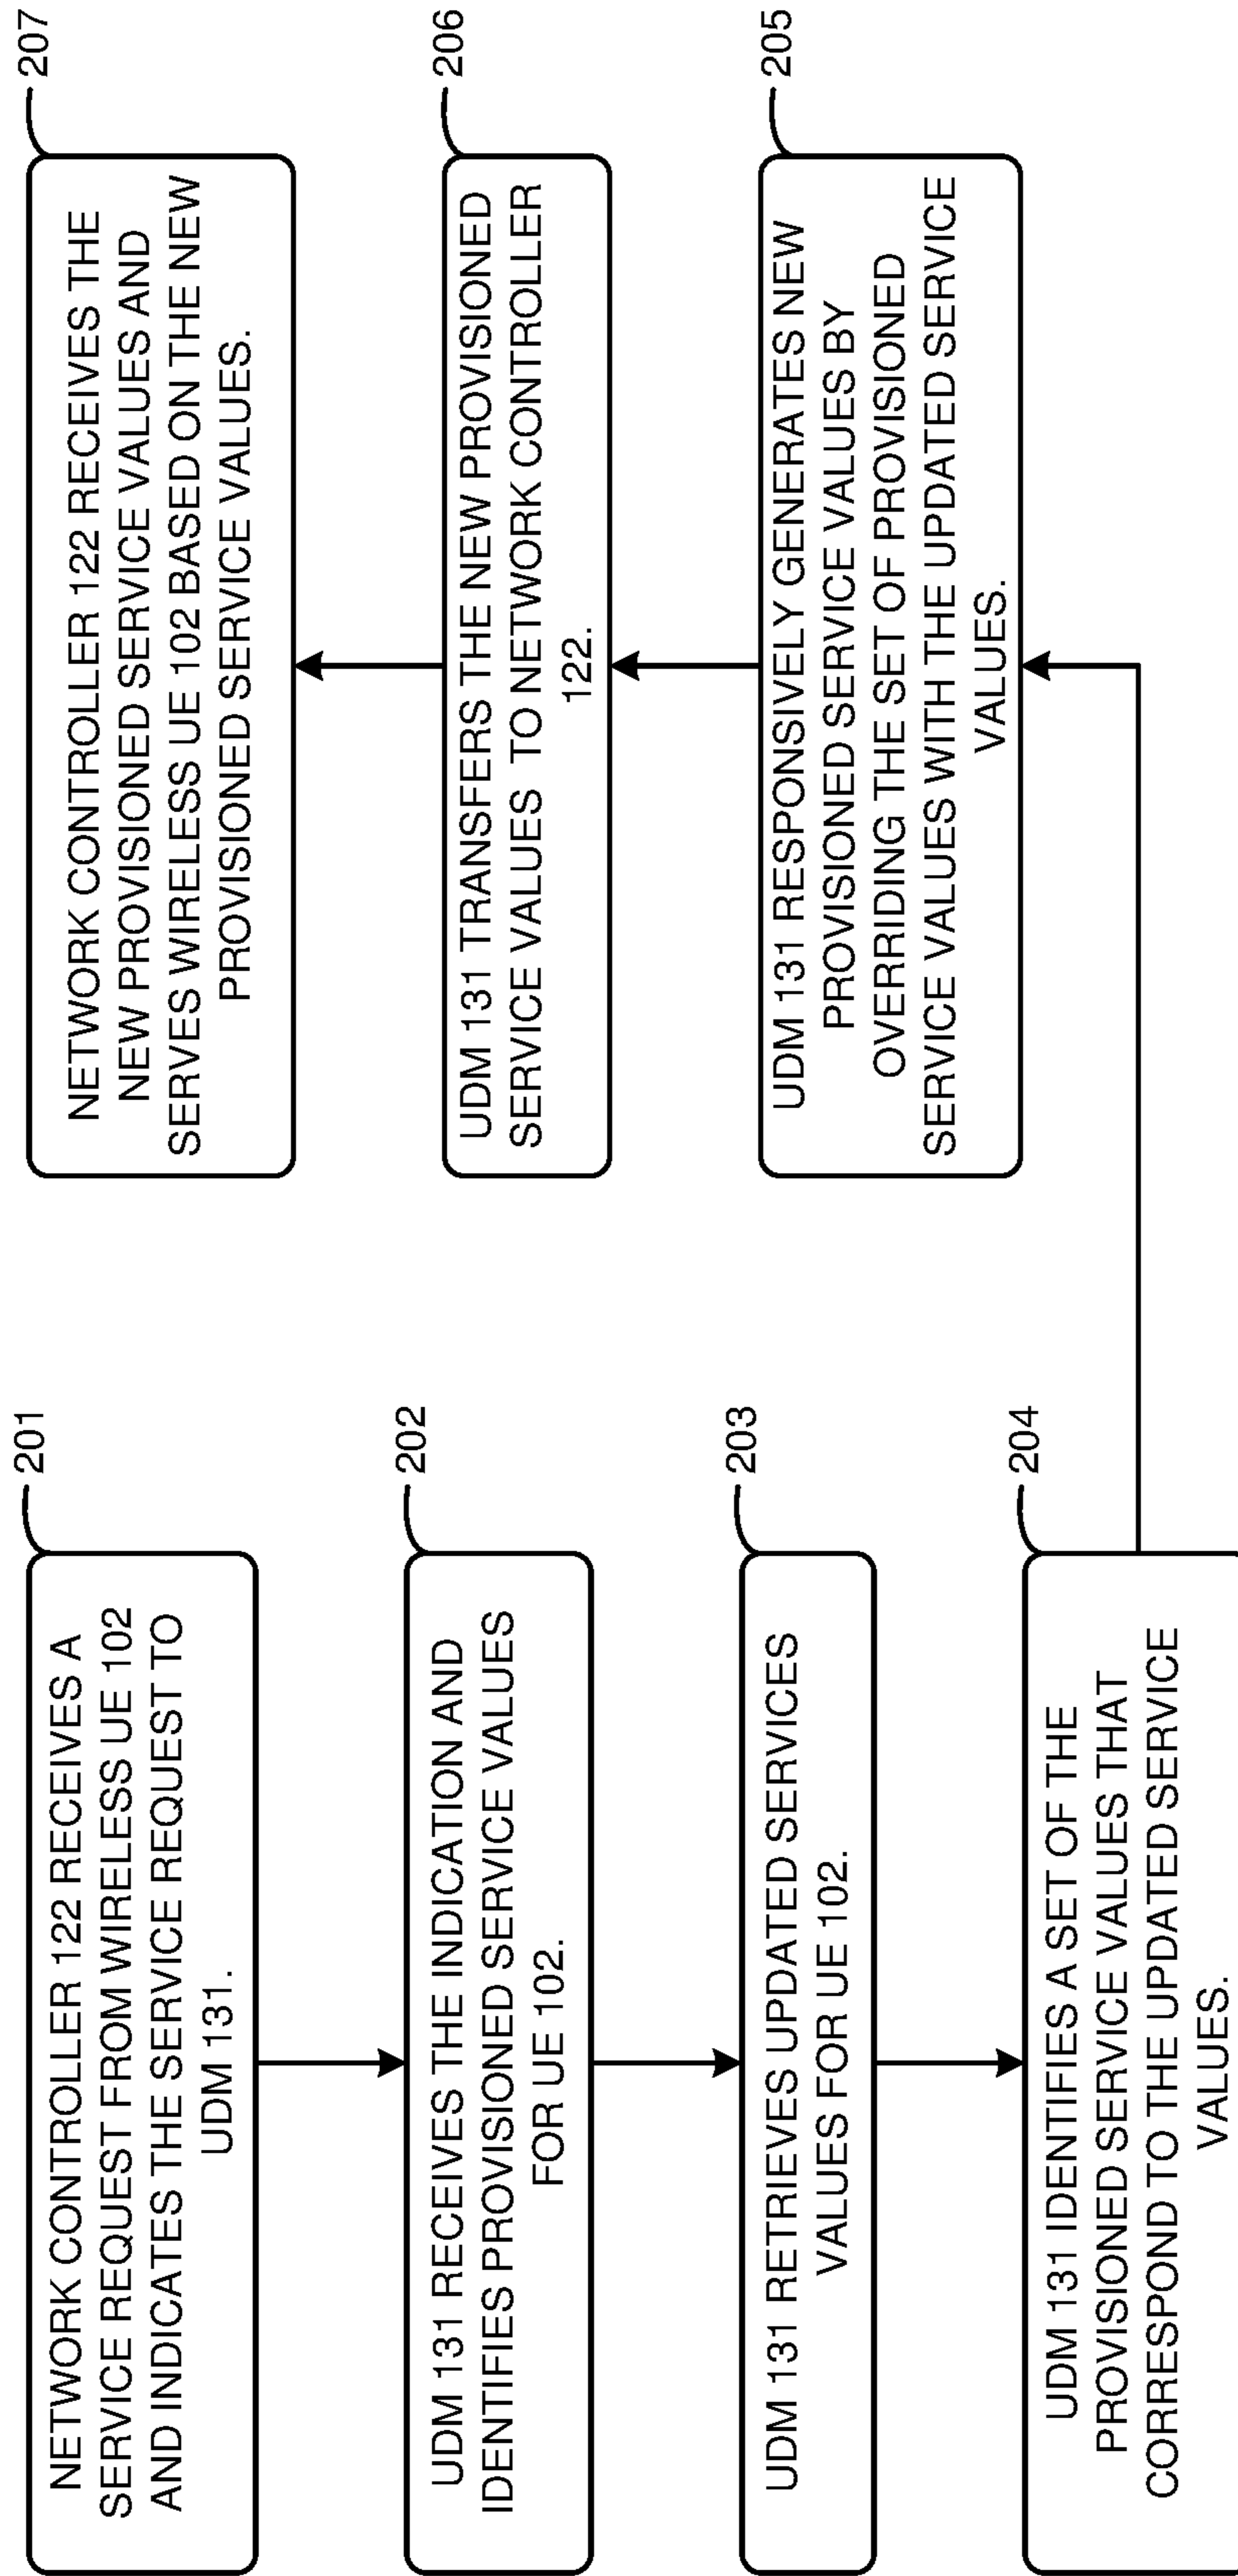 201
NETWORK CONTROLLER 122 RECEIVES A
SERVICE REQUEST FROM WIRELESS UE 102
AND INDICATES THE SERVICE REQUEST TO
UDM 131.
202
UDM 131 RECEIVES THE INDICATION AND
IDENTIFIES PROVISIONED SERVICE VALUES
FOR UE 102.
203
UDM 131 RETRIEVES UPDATED SERVICES
VALUES FOR UE 102.
204
UDM 131 IDENTIFIES A SET OF THE
PROVISIONED SERVICE VALUES THAT
CORRESPOND TO THE UPDATED SERVICE
VALUES.
205
UDM 131 RESPONSIVELY GENERATES NEW
PROVISIONED SERVICE VALUES BY
OVERRIDING THE SET OF PROVISIONED
SERVICE VALUES WITH THE UPDATED SERVICE
VALUES.
206
UDM 131 TRANSFERS THE NEW PROVISIONED
SERVICE VALUES TO NETWORK CONTROLLER
122.
207
NETWORK CONTROLLER 122 RECEIVES THE
NEW PROVISIONED SERVICE VALUES AND
SERVES WIRELESS UE 102 BASED ON THE NEW
PROVISIONED SERVICE VALUES.